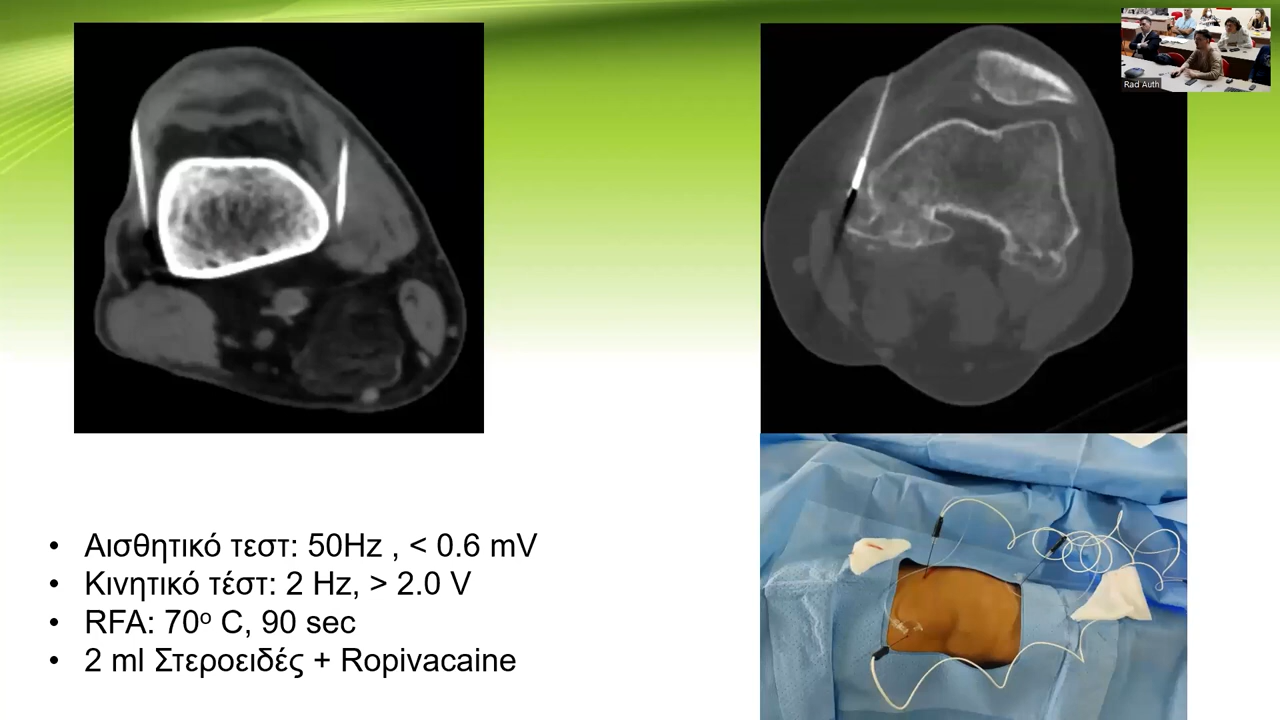 Rad Auth
• Αισθητικό τεστ: 50Hz , < 0.6 mV
• Κινητικό τέστ: 2 Hz, > 2.0 V
• RFA: 70ᵒ C, 90 sec
• 2 ml Στεροειδές + Ropivacaine